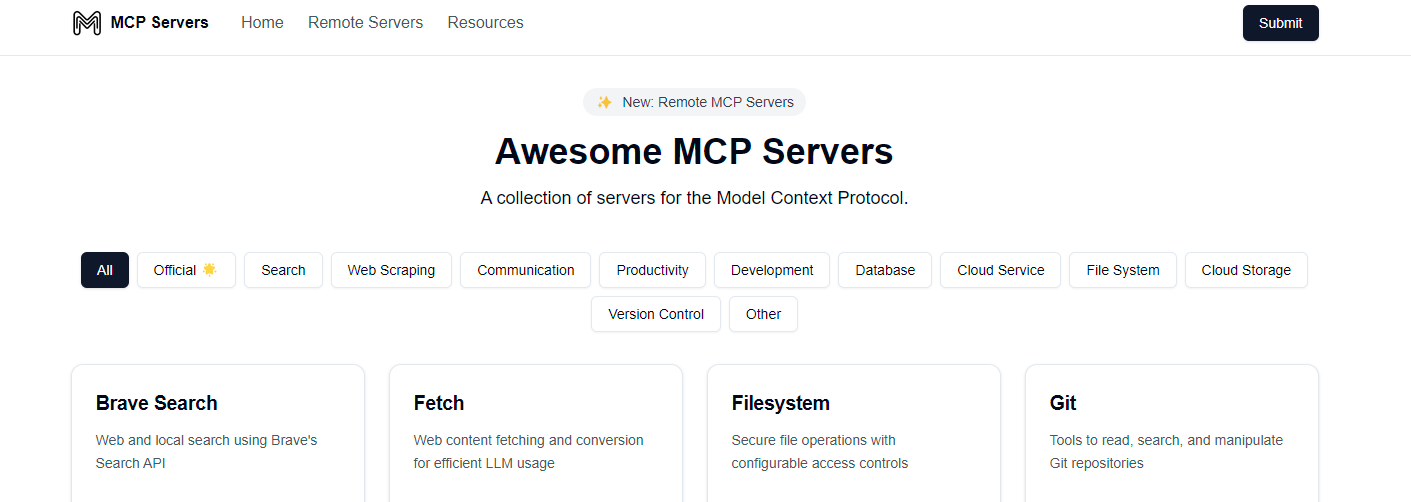 MCP Servers Home Remote Servers Resources Submit
✨ New: Remote MCP Servers
Awesome MCP Servers
A collection of servers for the Model Context Protocol.
All Official 🌟 Search Web Scraping Communication Productivity Development Database Cloud Service File System Cloud Storage
Version Control Other
Brave Search
Web and local search using Brave's
Search API
Fetch
Web content fetching and conversion
for efficient LLM usage
Filesystem
Secure file operations with
configurable access controls
Git
Tools to read, search, and manipulate
Git repositories